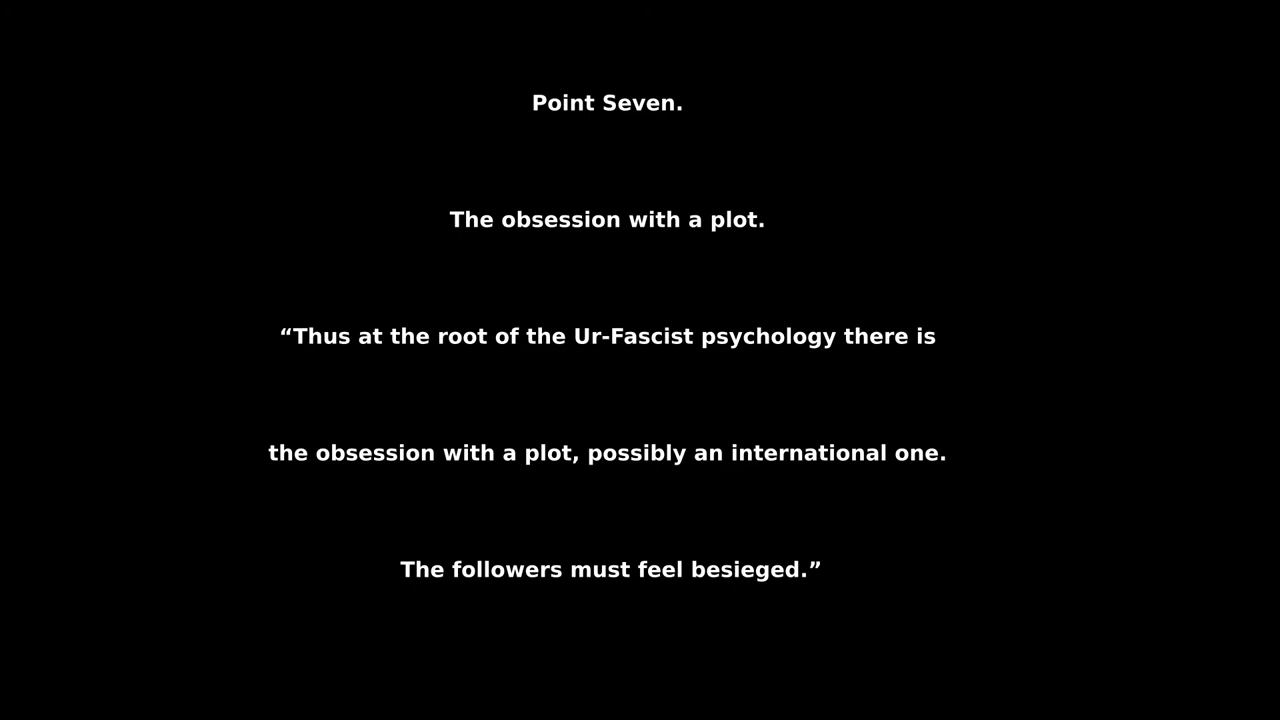 Point Seven.
The obsession with a plot.
“Thus at the root of the Ur-Fascist psychology there is
the obsession with a plot, possibly an international one.
The followers must feel besieged.”